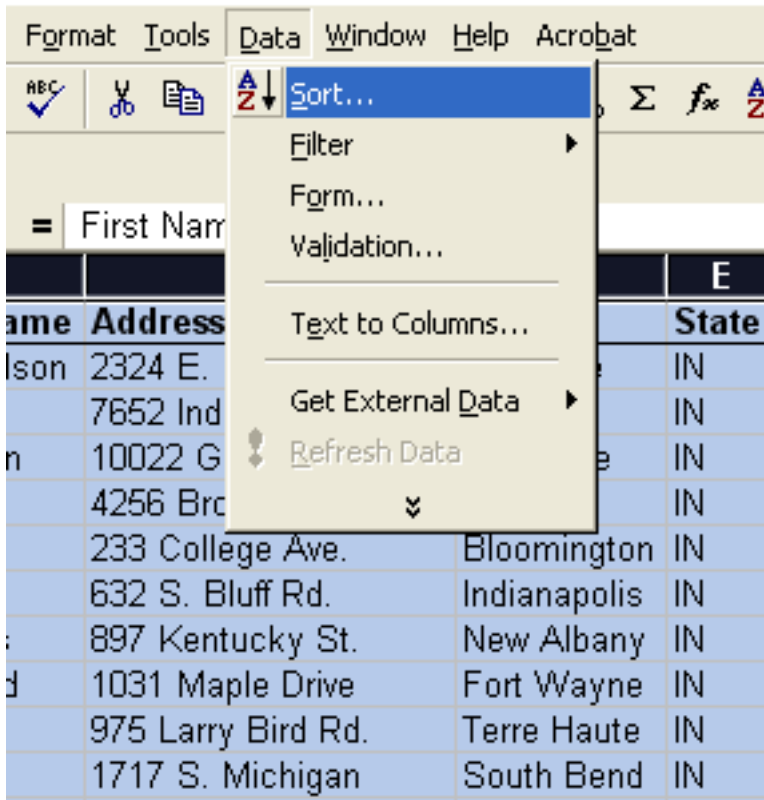 Format Tools Data Window Help Acrobat
ABC A Z Sort... Σ fx A Z
Filter
Form...
= First Nam
Validation...
E
ame Address State
Text to Columns...
lson 2324 E. IN
7652 Ind Get External Data IN
n 10022 G Refresh Data e IN
4256 Bro IN
233 College Ave. Bloomington IN
632 S. Bluff Rd. Indianapolis IN
897 Kentucky St. New Albany IN
d 1031 Maple Drive Fort Wayne IN
975 Larry Bird Rd. Terre Haute IN
1717 S. Michigan South Bend IN